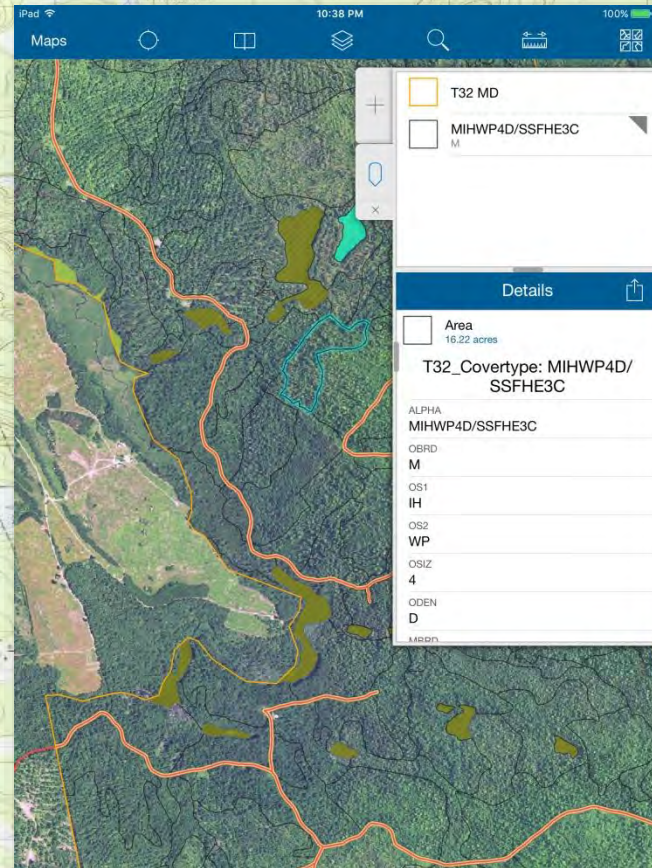 iPad 10:38 PM 100%
Maps
T32 MD
MIHWP4D/SSFHE3C
M
Details
Area
16.22 acres
T32_Covertype: MIHWP4D/
SSFHE3C
ALPHA
MIHWP4D/SSFHE3C
OBRD
M
OS1
IH
OS2
WP
OSIZ
4
ODEN
D
MBRD